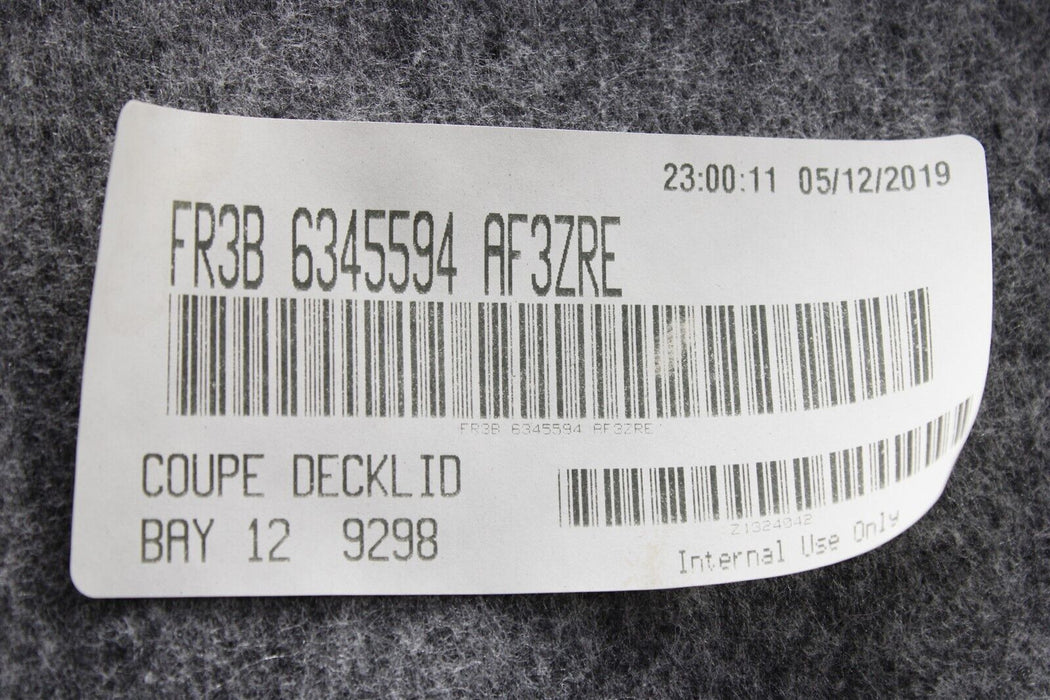 23:00:11 05/12/2019
FR3B 6345594 AF3ZRE
FR3B 6345594 AF3ZRE
COUPE DECKLID
BAY 12 9298
Z1324042
Internal Use Only